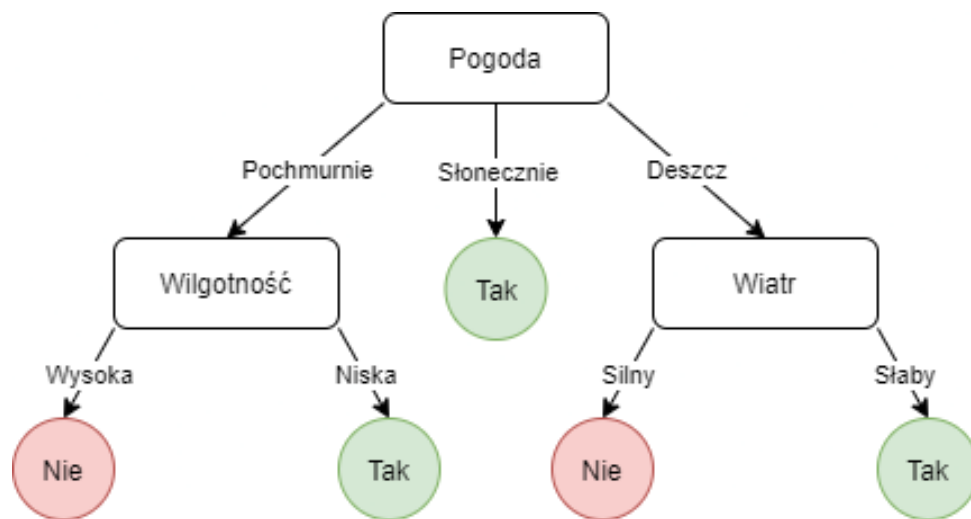 Pogoda
Pochmurnie
Słonecznie
Deszcz
Wilgotność
Tak
Wiatr
Wysoka
Niska
Silny
Słaby
Nie
Tak
Nie
Tak